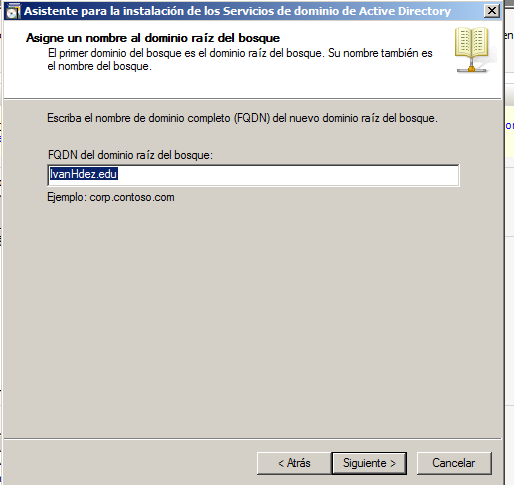 Asistente para la instalación de los Servicios de dominio de Active Directory
Asigne un nombre al dominio raíz del bosque
El primer dominio del bosque es el dominio raíz del bosque. Su nombre también es
el nombre del bosque.
Escriba el nombre de dominio completo (FQDN) del nuevo dominio raíz del bosque.
FQDN del dominio raíz del bosque:
IvanHdez.edu
Ejemplo: corp.contoso.com
< Atrás
Siguiente >
Cancelar